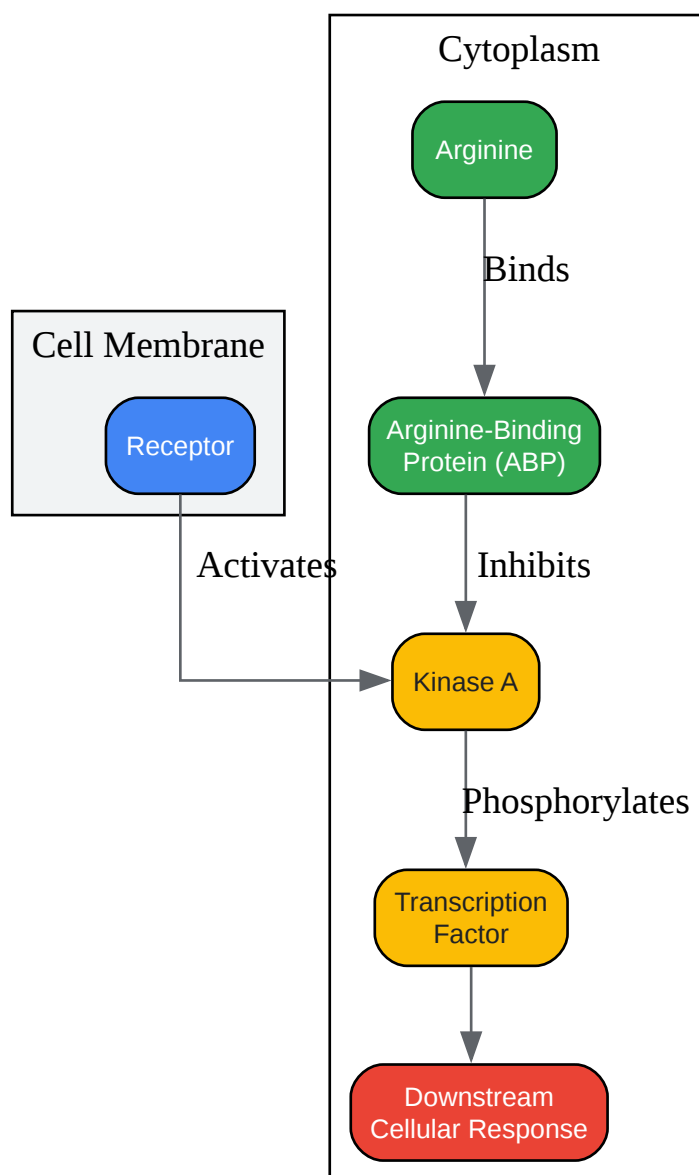 Cytoplasm
Arginine
Binds
Cell Membrane
Receptor
Arginine-Binding
Protein (ABP)
Activates
Inhibits
Kinase A
Phosphorylates
Transcription
Factor
Downstream
Cellular Response